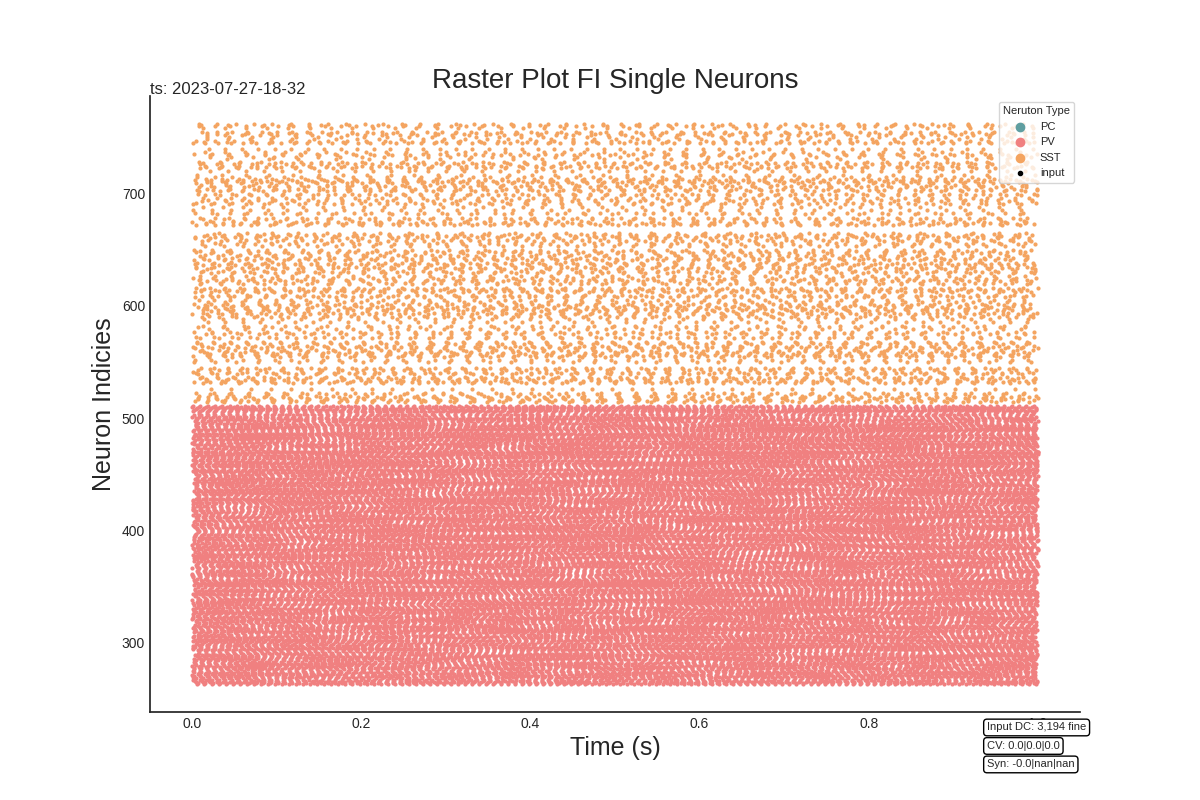 Raster Plot FI Single Neurons
ts: 2023-07-27-18-32
Neruton Type
PC
PV
SST
input
Neuron Indicies
700
600
500
400
300
0.0 0.2 0.4 0.6 0.8
Time (s)
Input DC: 3,194 fine
CV: 0.0|0.0|0.0
Syn: -0.0|nan|nan